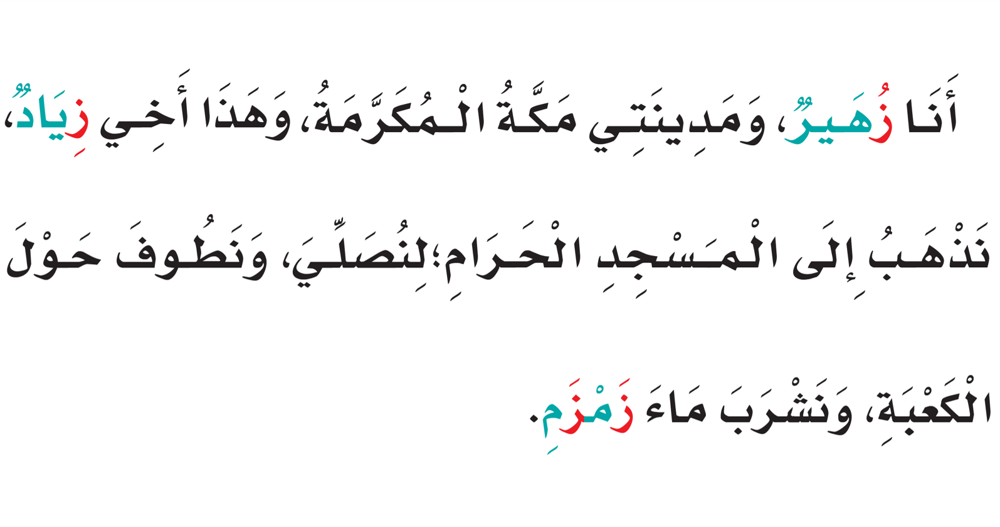 أَنَا زُهَيرٌ، وَمَدِينَتِي مَكَّةُ الْمُكَرَّمَةُ، وَهَذَا أَخِي زِيَادٌ،
نَذْهَبُ إِلَى الْمَسْجِدِ الْحَرَامِ؛لِنُصَلِّيَ، وَنَطُوفَ حَوْلَ
الْكَعْبَةِ، وَنَشْرَبَ مَاءَ زَمْزَمِ.